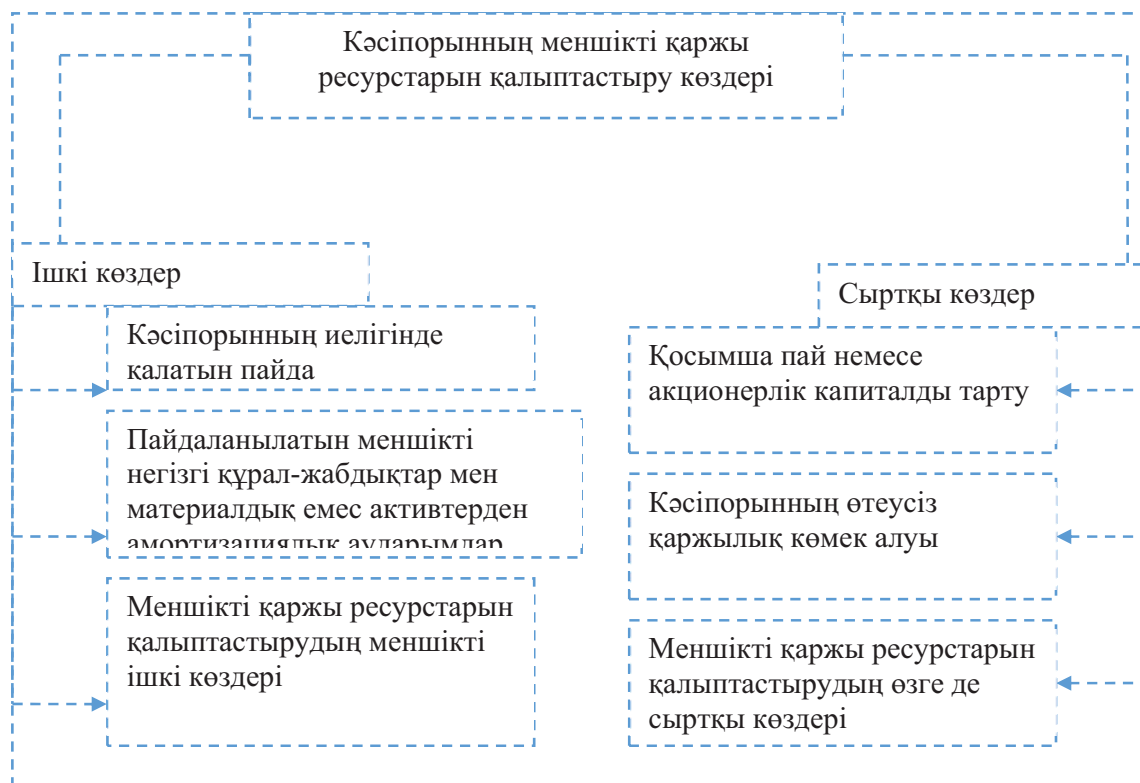 Кәсіпорынның меншікті қаржы
ресурстарын қалыптастыру көздері
Ішкі көздер
Кәсіпорынның иелігінде
қалатын пайда
Пайдаланылатын меншікті
негізгі құрал-жабдықтар мен
материалдық емес активтерден
амортизациялық аударымдар
Меншікті қаржы ресурстарын
қалыптастырудың меншікті
ішкі көздері
Сыртқы көздер
Қосымша пай немесе
акционерлік капиталды тарту
Кәсіпорынның өтеусіз
қаржылық көмек алуы
Меншікті қаржы ресурстарын
қалыптастырудың өзге де
сыртқы көздері